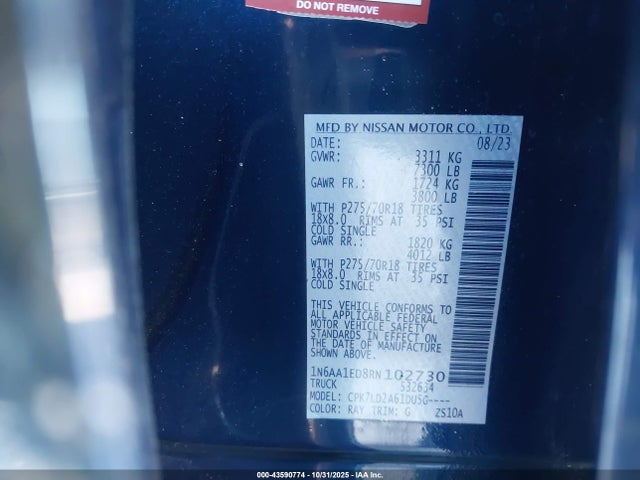 DO NOT REMOVE
MFD BY NISSAN MOTOR CO., LTD.
DATE: 08/23
GVWR: 3311 KG
7300 LB
GAWR FR.: 1724 KG
3800 LB
WITH P275/70R18 TIRES
18x8.0 RIMS AT 35 PSI
COLD SINGLE
GAWR RR.: 1820 KG
4012 LB
WITH P275/70R18 TIRES
18x8.0 RIMS AT 35 PSI
COLD SINGLE
THIS VEHICLE CONFORMS TO
ALL APPLICABLE FEDERAL
MOTOR VEHICLE SAFETY
STANDARDS IN EFFECT ON
THE DATE OF MANUFACTURE
SHOWN ABOVE.
1N6AA1ED8RN102730
TRUCK 532634
MODEL: CPK7LD2A61DUSG----
COLOR: RAY TRIM: G ZS10A
000-43590774 - 10/31/2025 - Copyright IAA, Inc.